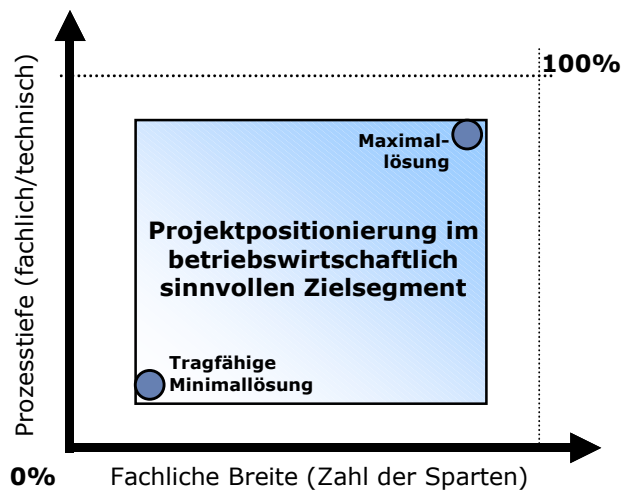 Prozesstiefe (fachlich/technisch)
100%
Maximal-
lösung
Projektpositionierung im
betriebswirtschaftlich
sinnvollen Zielsegment
Tragfähige
Minimallösung
0%
Fachliche Breite (Zahl der Sparten)